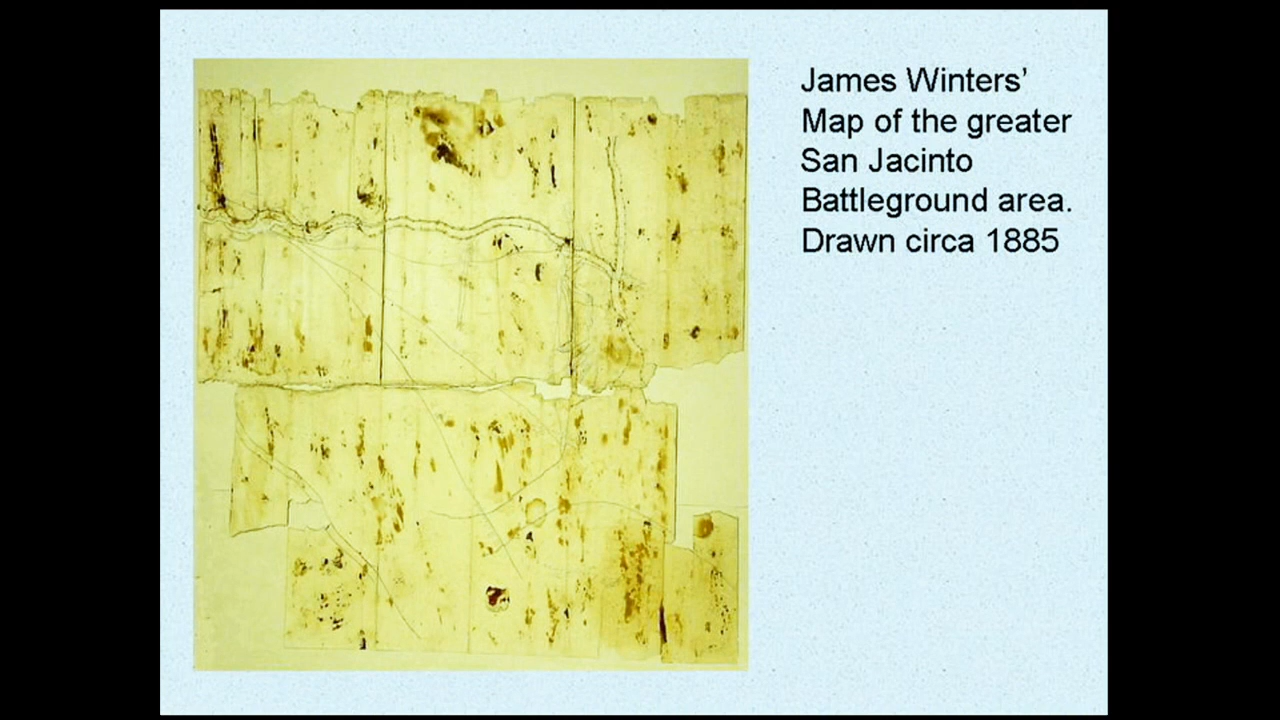 James Winters’
Map of the greater
San Jacinto
Battleground area.
Drawn circa 1885